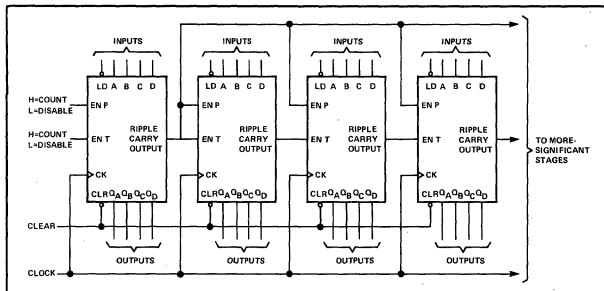 INPUTS INPUTS INPUTS INPUTS
LD A B C D LD A B C D LD A B C D LD A B C D
H=COUNT
L=DISABLE
EN P EN P EN P EN P
H=COUNT
L=DISABLE
EN T RIPPLE CARRY OUTPUT EN T RIPPLE CARRY OUTPUT EN T RIPPLE CARRY OUTPUT EN T RIPPLE CARRY OUTPUT
TO MORE-
SIGNIFICANT
STAGES
CK CK CK CK
CLR QA QB QC QD CLR QA QB QC QD CLR QA QB QC QD CLR QA QB QC QD
CLEAR
OUTPUTS OUTPUTS OUTPUTS OUTPUTS
CLOCK